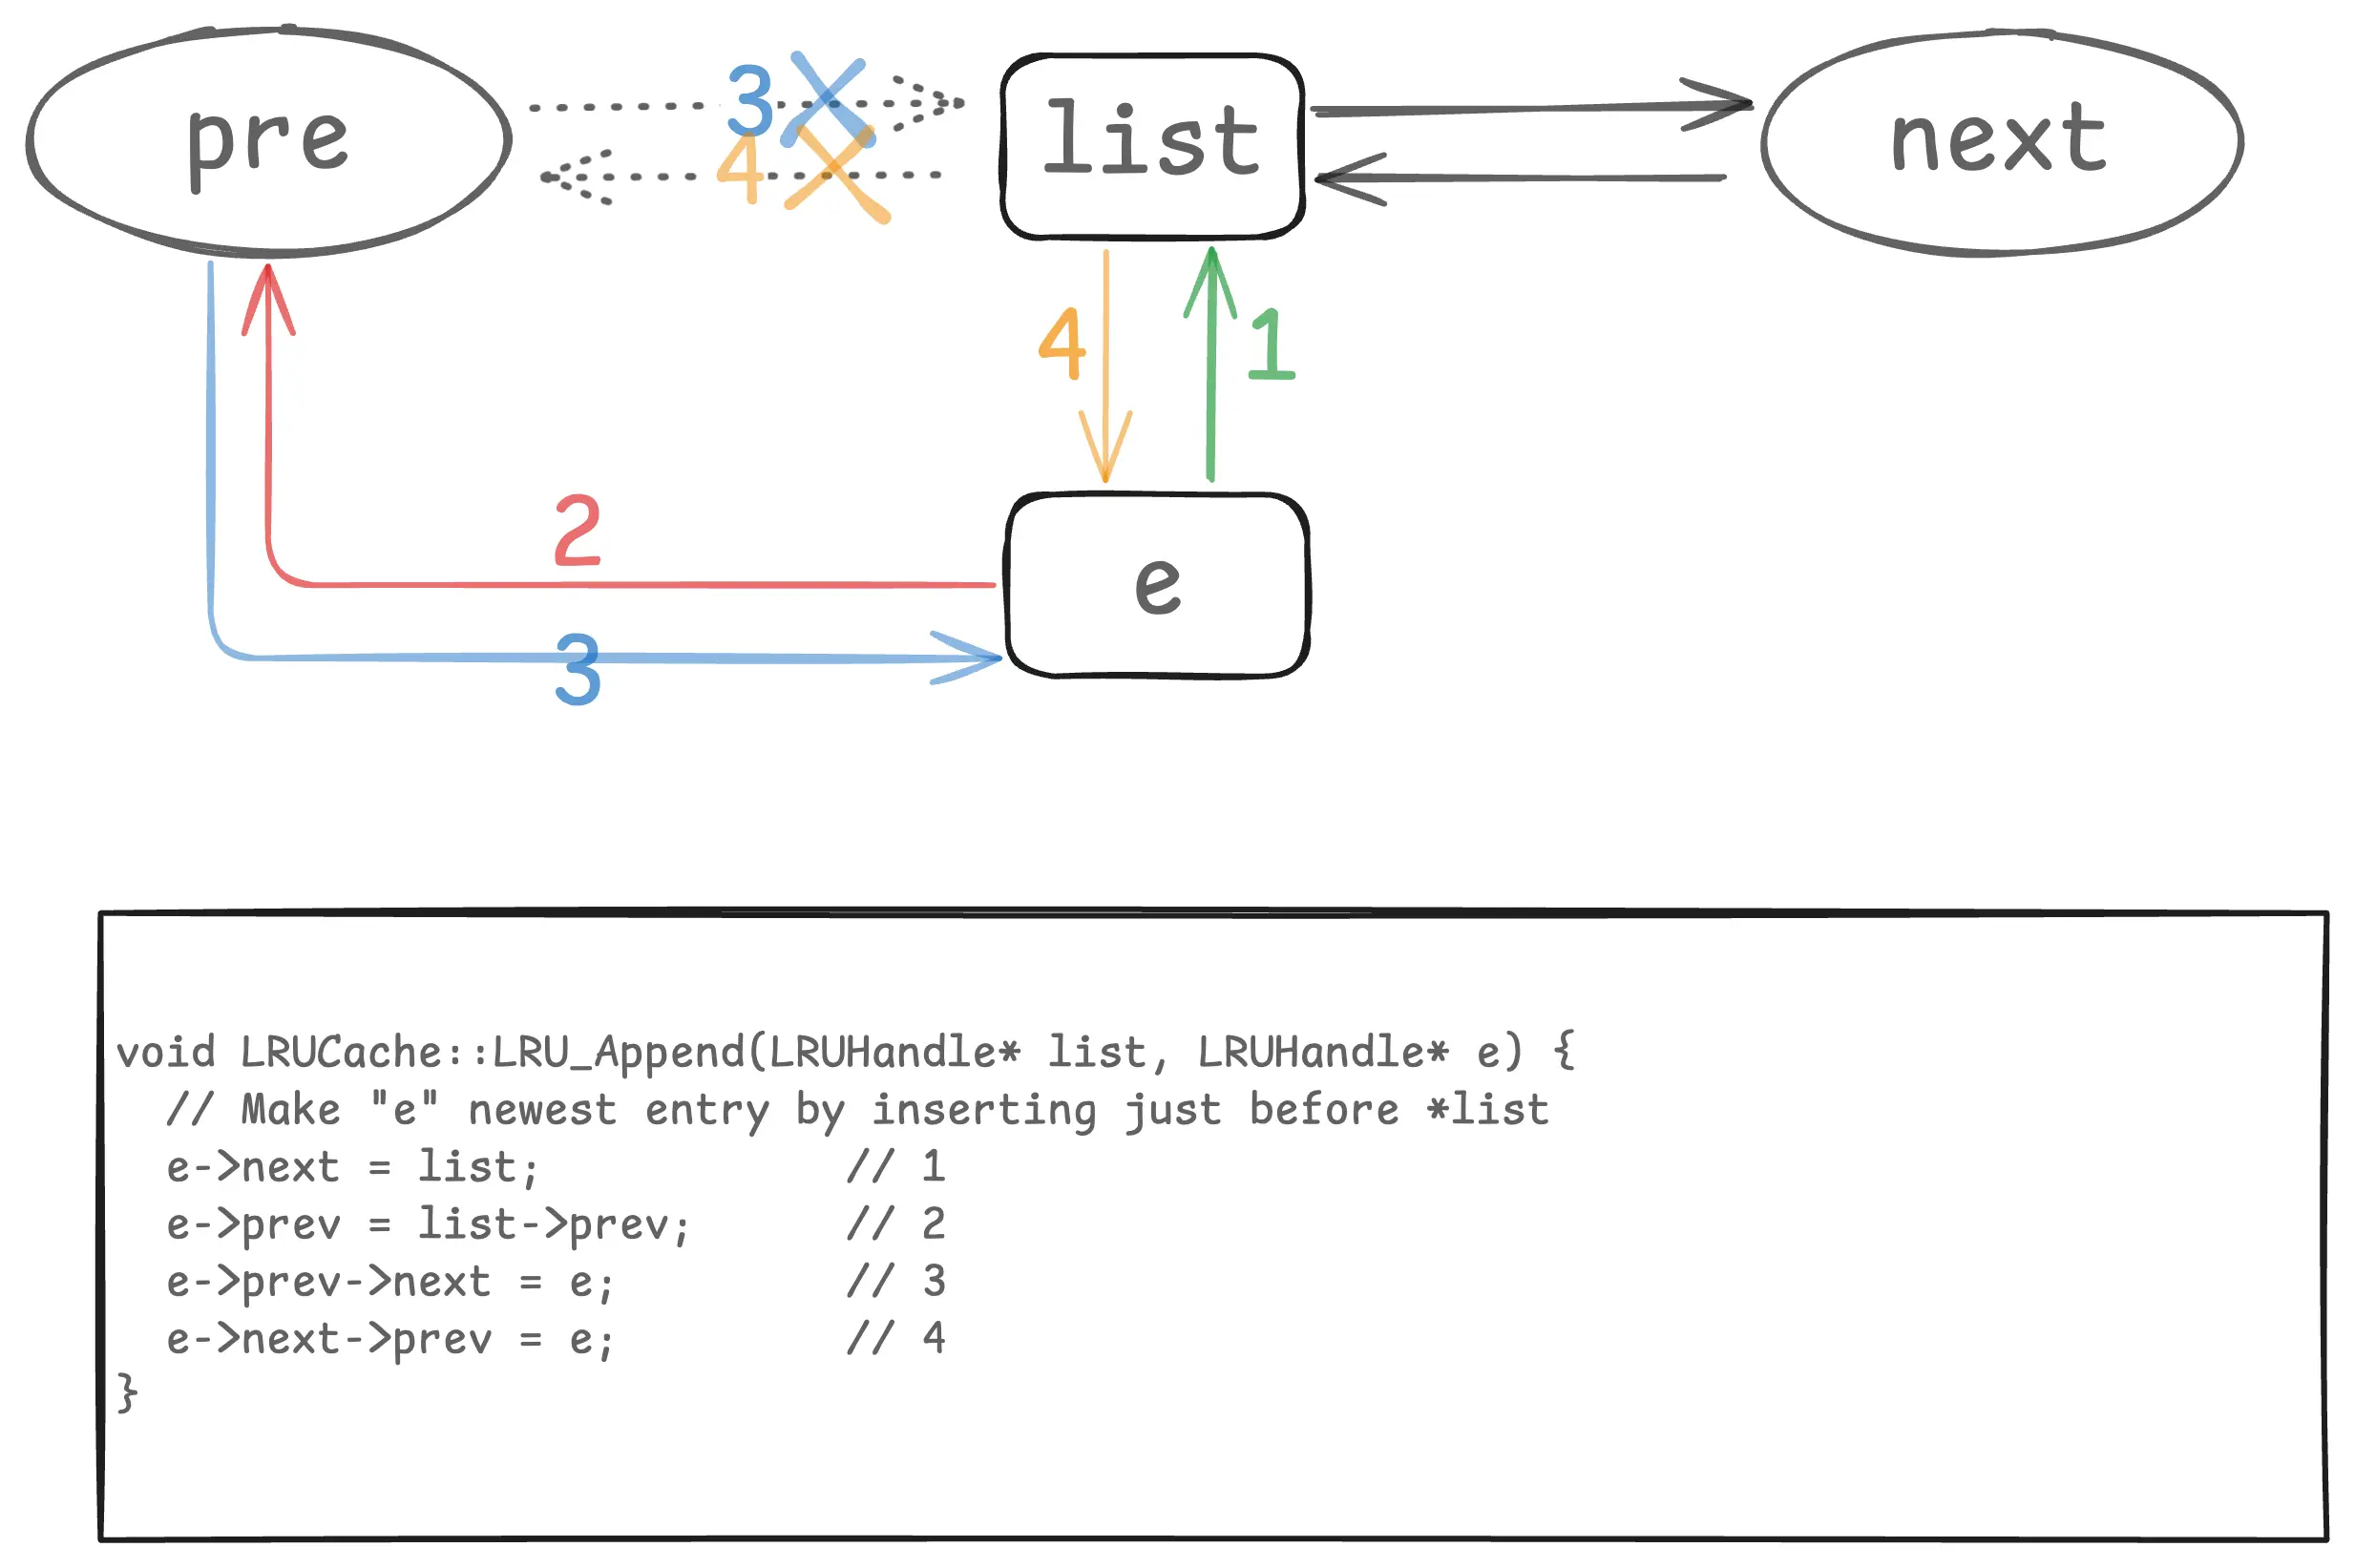 pre
3
list
next
4
4
1
2
e
3
void LRUCache::LRU_Append(LRUHandle* list, LRUHandle* e) {
  // Make "e" newest entry by inserting just before *list
  e->next = list;            // 1
  e->prev = list->prev;      // 2
  e->prev->next = e;         // 3
  e->next->prev = e;         // 4
}